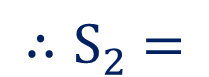 ∴ S₂ =